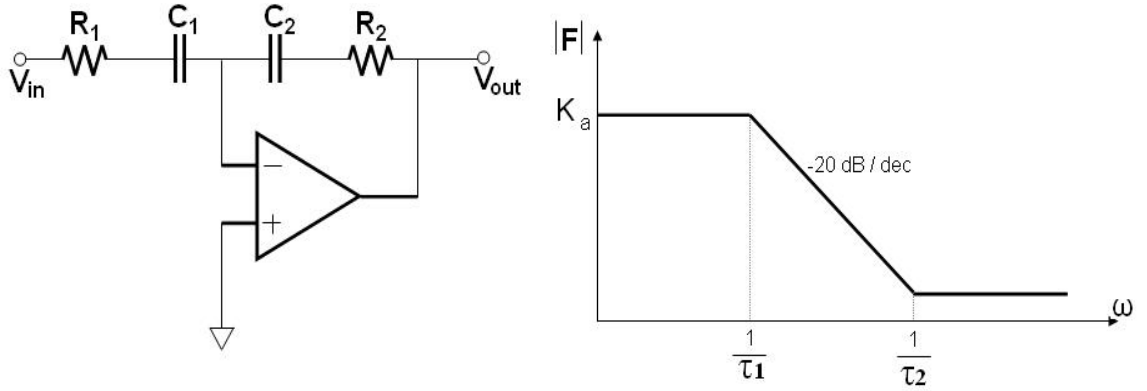 R1 C1 C2 R2
Vin Vout
−
+
|F|
Ka
-20 dB / dec
ω
1 1
τ1 τ2